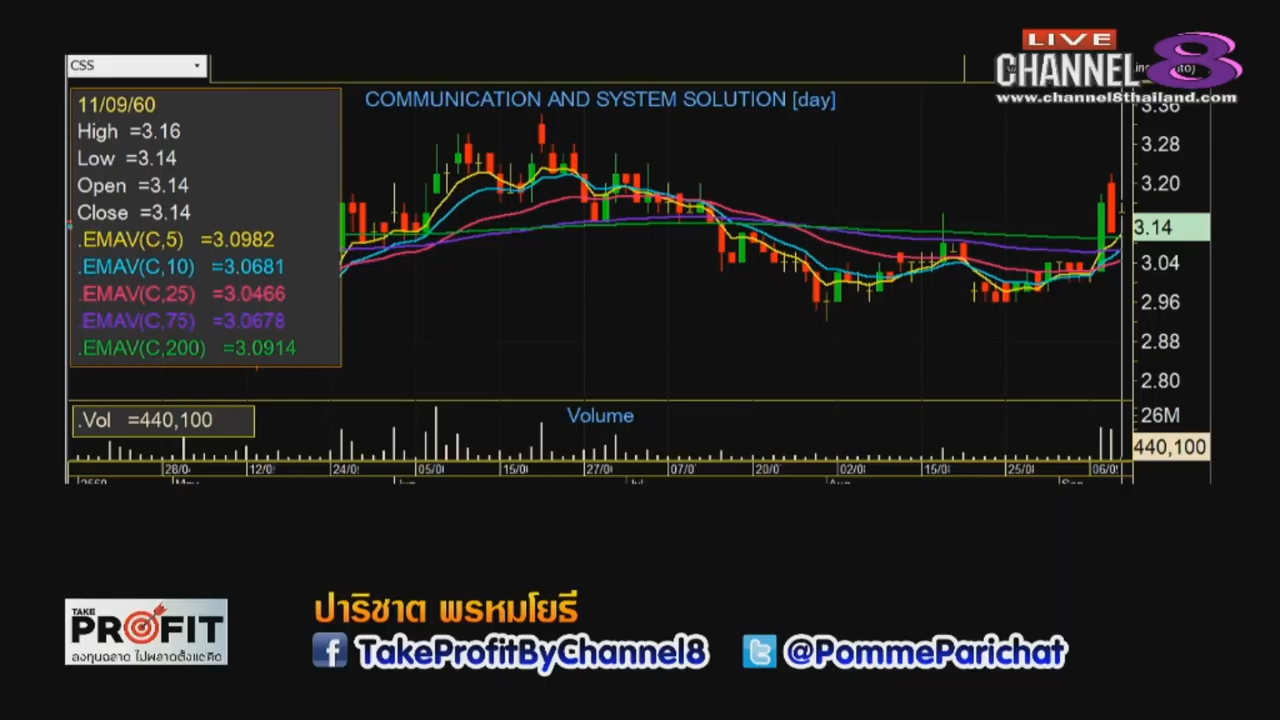 LIVE
CHANNEL 8
www.channel8thailand.com
CSS
COMMUNICATION AND SYSTEM SOLUTION [day]
11/09/60
High =3.16
Low =3.14
Open =3.14
Close =3.14
.EMAV(C,5) =3.0982
.EMAV(C,10) =3.0681
.EMAV(C,25) =3.0466
.EMAV(C,75) =3.0678
.EMAV(C,200) =3.0914
3.36
3.28
3.20
3.14
3.04
2.96
2.88
2.80
.Vol =440,100
Volume
26M
440,100
28/0 12/0 24/0 05/0 15/0 27/0 07/0 20/0 02/0 15/0 25/0 06/0
TAKE
PROFIT
ลงทุนฉลาด ไม่พลาดตั้งแต่คิด
ปาริชาต พรหมโยธี
f TakeProfitByChannel8
t @PommeParichat